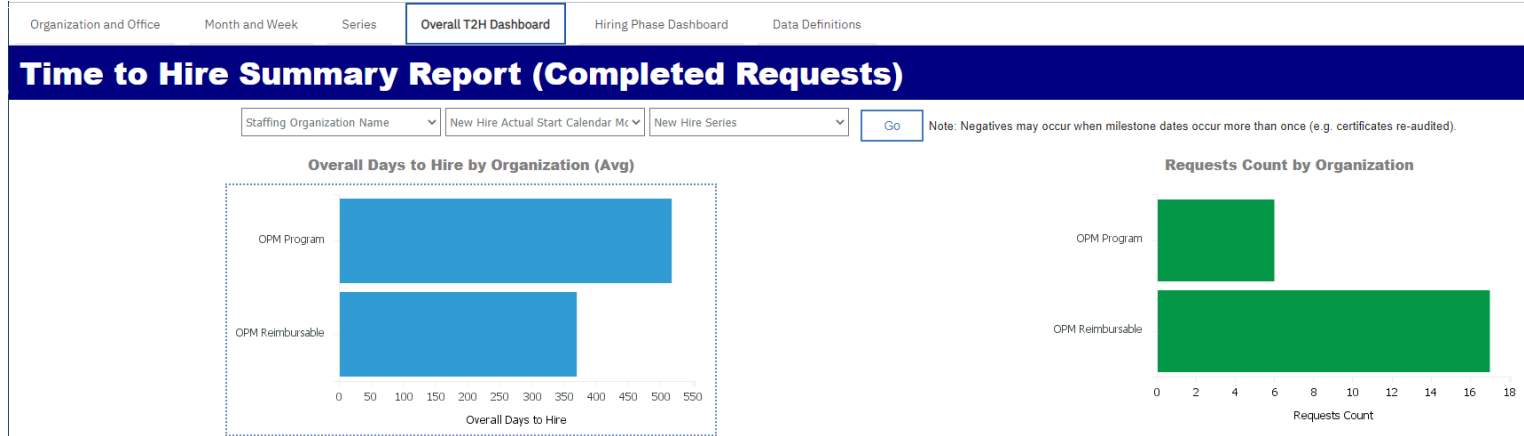 Organization and Office Month and Week Series Overall T2H Dashboard Hiring Phase Dashboard Data Definitions
Time to Hire Summary Report (Completed Requests)
Staffing Organization Name New Hire Actual Start Calendar Mc New Hire Series Go Note: Negatives may occur when milestone dates occur more than once (e.g. certificates re-audited).
Overall Days to Hire by Organization (Avg)
OPM Program
OPM Reimbursable
0 50 100 150 200 250 300 350 400 450 500 550
Overall Days to Hire
Requests Count by Organization
OPM Program
OPM Reimbursable
0 2 4 6 8 10 12 14 16 18
Requests Count